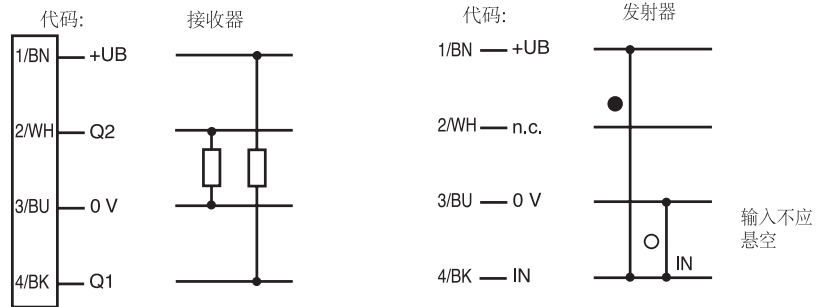 代码:
接收器
1/BN +UB
2/WH Q2
3/BU 0 V
4/BK Q1
代码:
发射器
1/BN +UB
2/WH n.c.
3/BU 0 V
4/BK IN
IN
输入不应
悬空